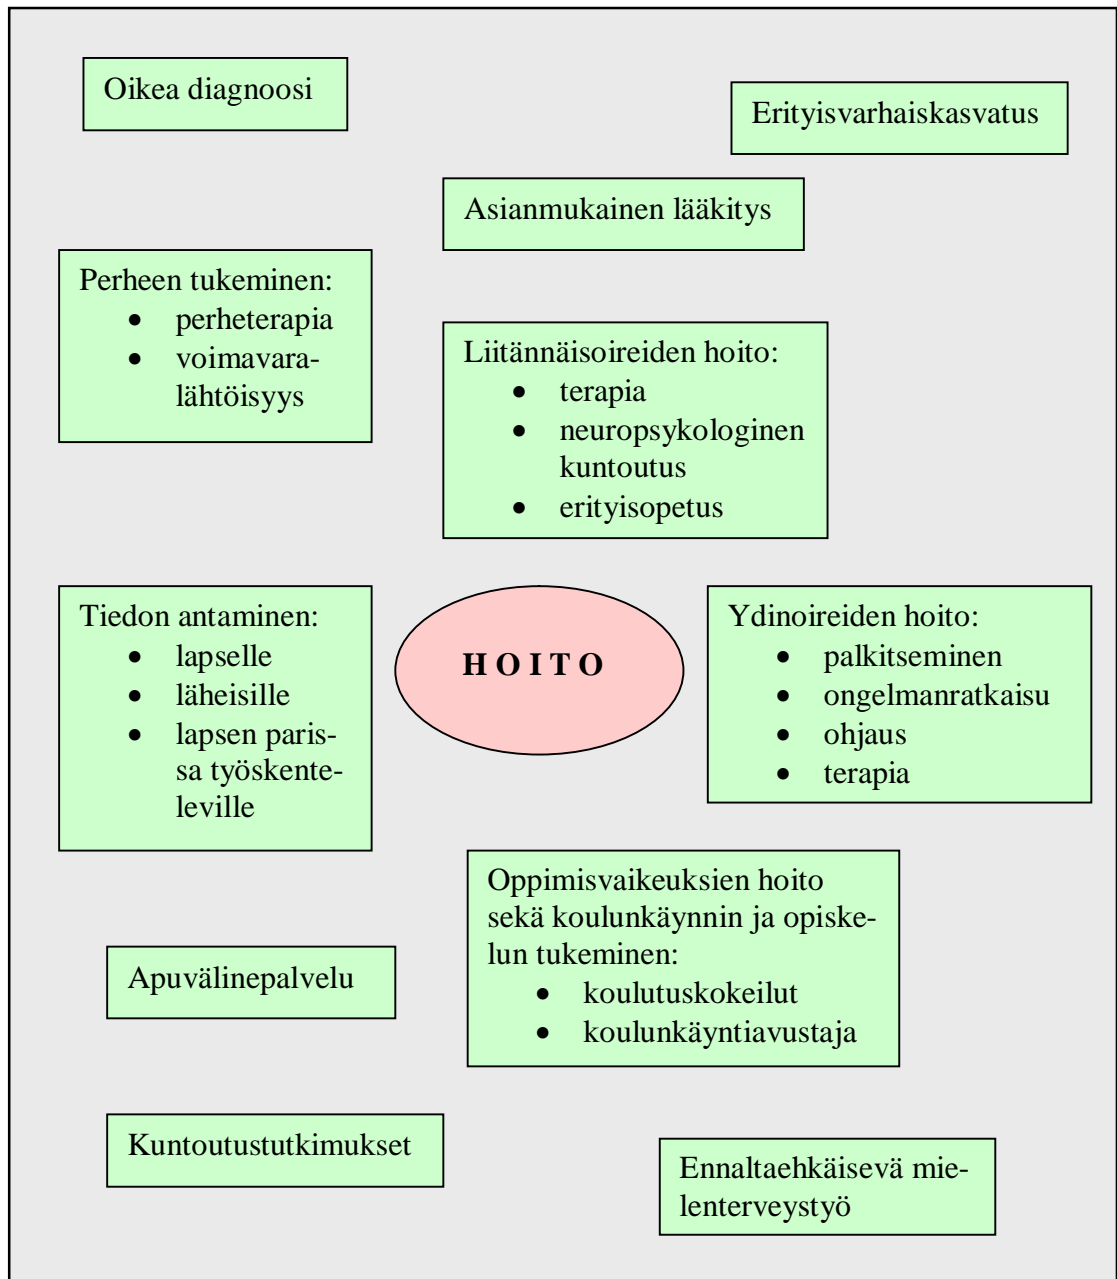 Oikea diagnoosi
Erityisvarhaiskasvatus
Asianmukainen lääkitys
Perheen tukeminen:
• perheterapia
• voimavara-
lähtöisyys
Liitännäisoireiden hoito:
• terapia
• neuropsykologinen
kuntoutus
• erityisopetus
Tiedon antaminen:
• lapselle
• läheisille
• lapsen paris-
sa työskente-
leville
H O I T O
Ydinoireiden hoito:
• palkitseminen
• ongelmanratkaisu
• ohjaus
• terapia
Oppimisvaikeuksien hoito
sekä koulunkäynnin ja opiske-
lun tukeminen:
• koulutuskokeilut
• koulunkäyntiavustaja
Apuvälinepalvelu
Kuntoutustutkimukset
Ennaltaehkäisevä mie-
lenterveystyö